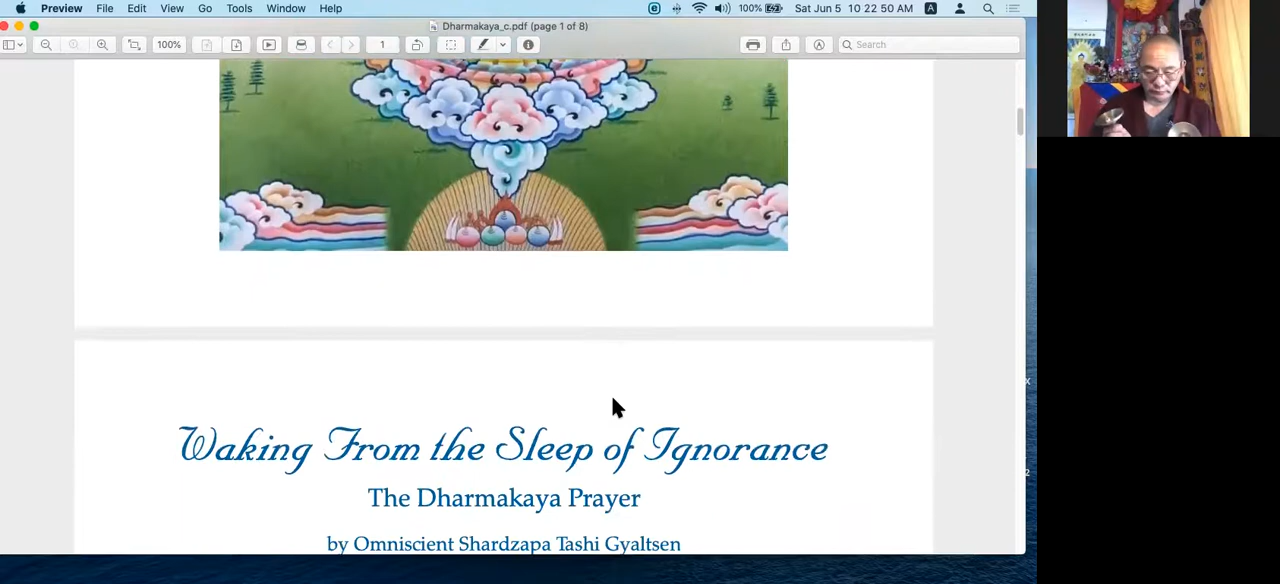 Preview File Edit View Go Tools Window Help 100% Sat Jun 5 10 22 50 AM A
Dharmakaya_c.pdf (page 1 of 8)
100% 1 Search
Waking From the Sleep of Ignorance
The Dharmakaya Prayer
by Omniscient Shardzapa Tashi Gyaltsen
x
2